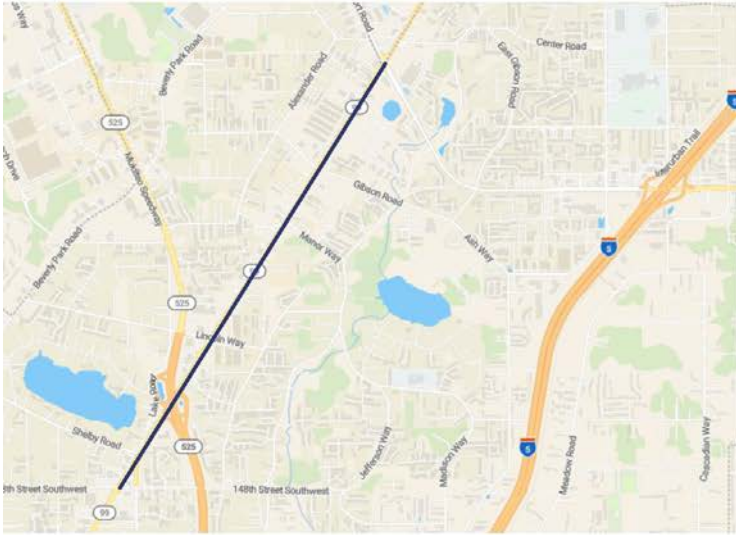 Beverly Park Road
Alexander Road
Center Road
East Gibson Road
525
5
Mukilteo Speedway
Interurban Trail
Gibson Road
Ash Way
Manor Way
5
Beverly Park Road
525
Lincoln Way
Lake Road
Shelby Road
525
5
Jefferson Way
Madison Way
Meadow Road
Cascadian Way
148th Street Southwest
99